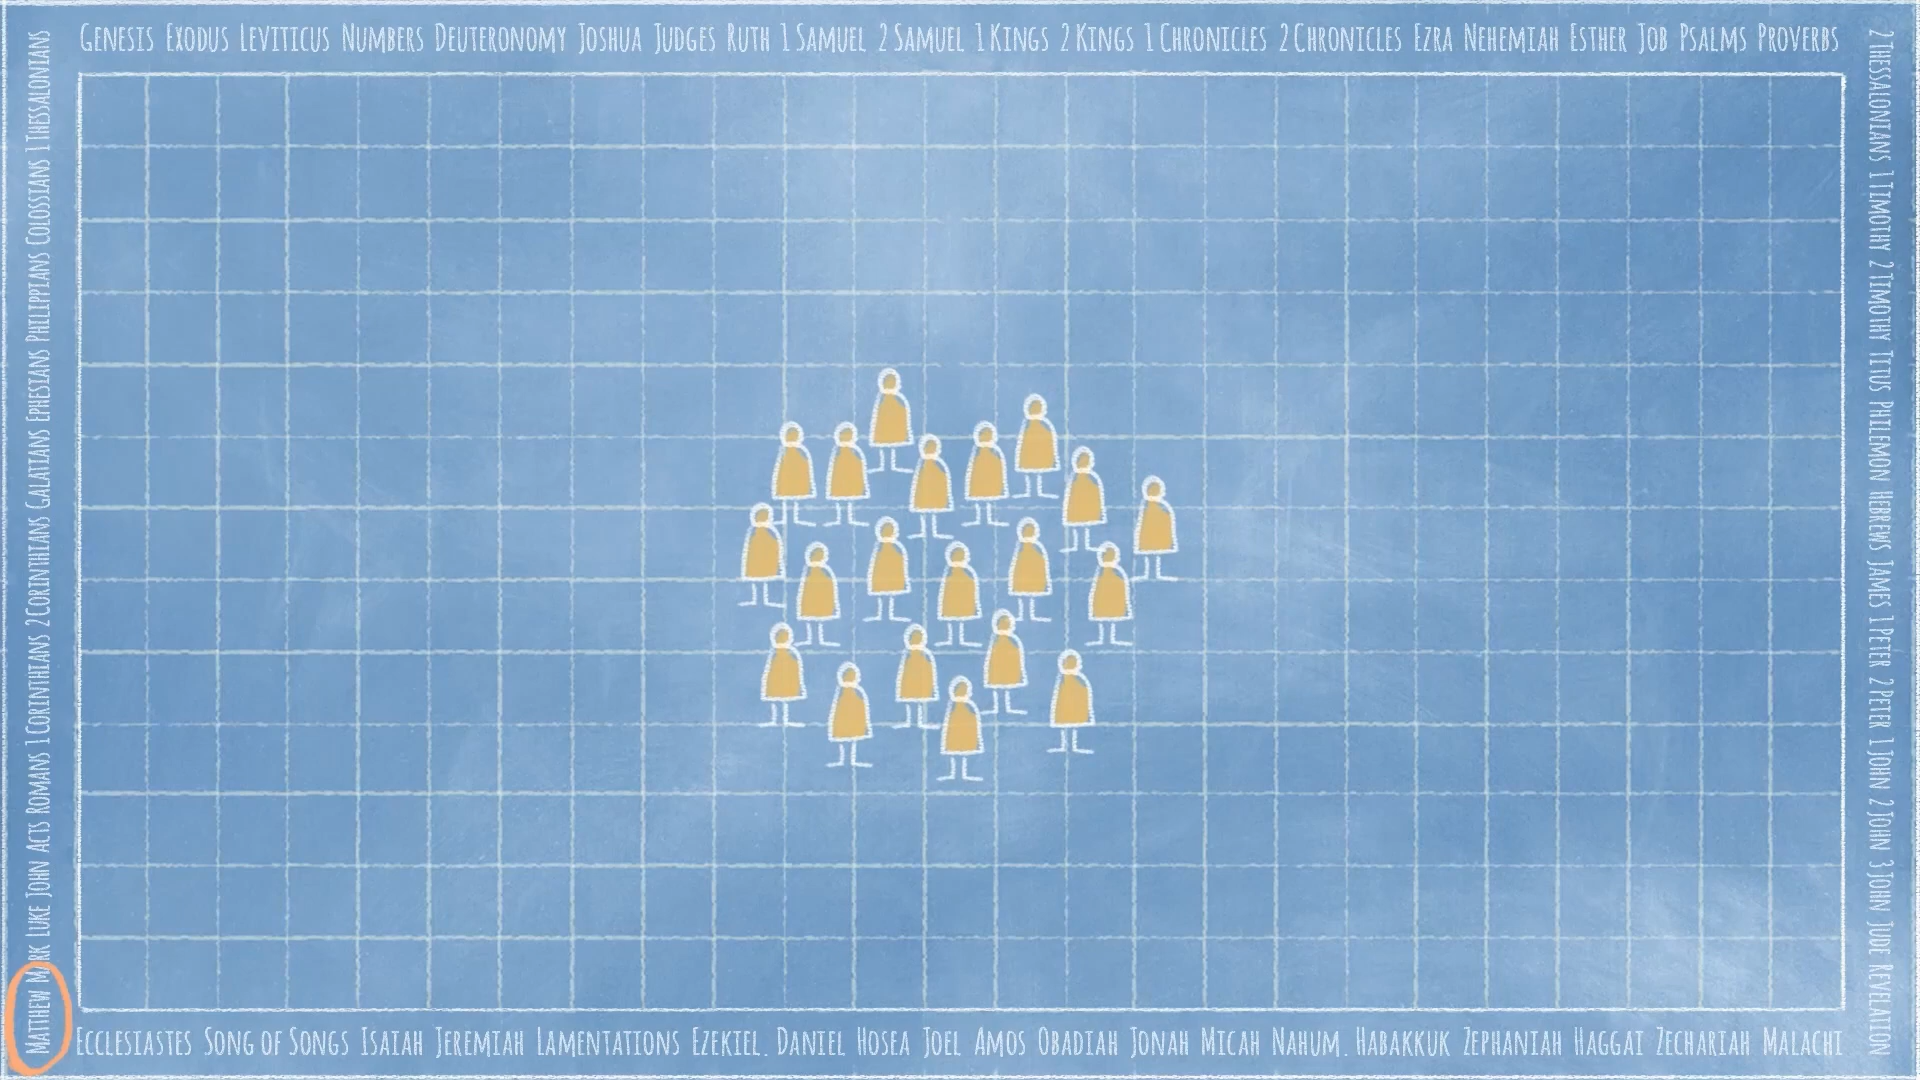 Genesis Exodus Leviticus Numbers Deuteronomy Joshua Judges Ruth 1 Samuel 2 Samuel 1 Kings 2 Kings 1 Chronicles 2 Chronicles Ezra Nehemiah Esther Job Psalms Proverbs
Ecclesiastes Song of Songs Isaiah Jeremiah Lamentations Ezekiel. Daniel Hosea Joel Amos Obadiah Jonah Micah Nahum. Habakkuk Zephaniah Haggai Zechariah Malachi
Matthew Mark Luke John Acts Romans 1 Corinthians 2 Corinthians Galatians Ephesians Philippians Colossians 1 Thessalonians
2 Thessalonians 1 Timothy 2 Timothy Titus Philemon Hebrews James 1 Peter 2 Peter 1 John 2 John 3 John Jude Revelation